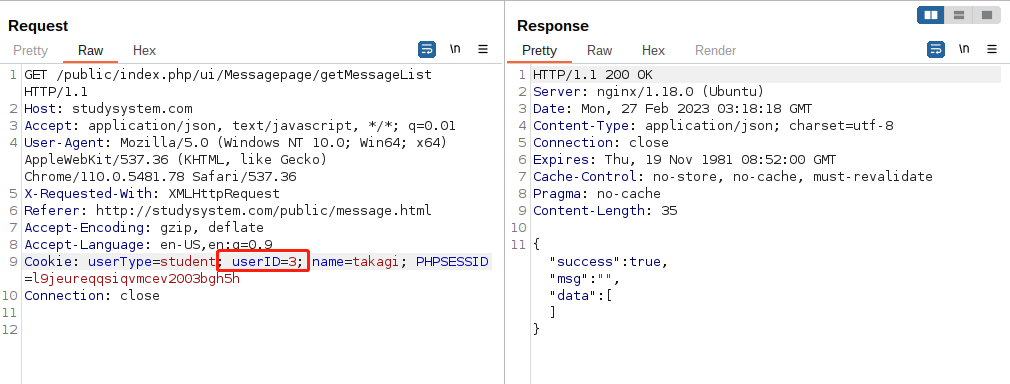 Request
Pretty Raw Hex \n
1 GET /public/index.php/ui/Messagepage/getMessageList
HTTP/1.1
2 Host: studysystem.com
3 Accept: application/json, text/javascript, */*; q=0.01
4 User-Agent: Mozilla/5.0 (Windows NT 10.0; Win64; x64)
AppleWebKit/537.36 (KHTML, like Gecko)
Chrome/110.0.5481.78 Safari/537.36
5 X-Requested-With: XMLHttpRequest
6 Referer: http://studysystem.com/public/message.html
7 Accept-Encoding: gzip, deflate
8 Accept-Language: en-US,en;q=0.9
9 Cookie: userType=student; userID=3; name=takagi; PHPSESSID
=l9jeureqqsiqvmcev2003bgh5h
10 Connection: close
11
12
Response
Pretty Raw Hex Render \n
1 HTTP/1.1 200 OK
2 Server: nginx/1.18.0 (Ubuntu)
3 Date: Mon, 27 Feb 2023 03:18:18 GMT
4 Content-Type: application/json; charset=utf-8
5 Connection: close
6 Expires: Thu, 19 Nov 1981 08:52:00 GMT
7 Cache-Control: no-store, no-cache, must-revalidate
8 Pragma: no-cache
9 Content-Length: 35
10
11 {
"success":true,
"msg":"",
"data":[
]
}